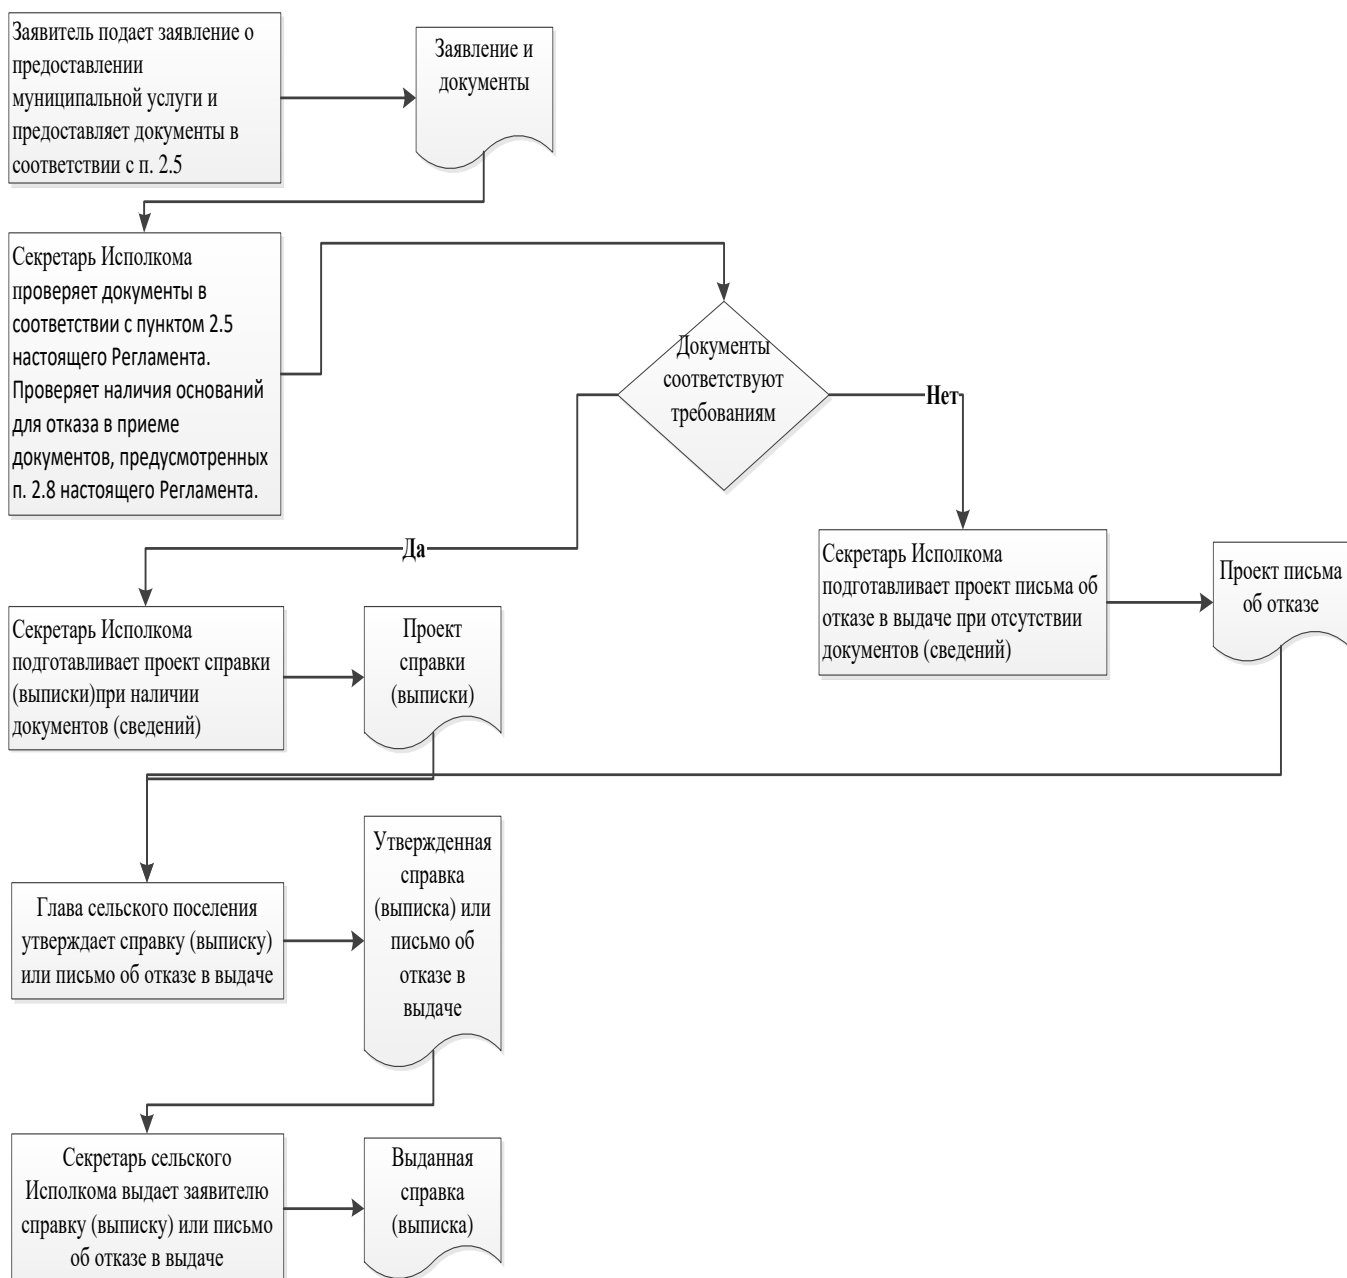 Заявитель подает заявление о
предоставлении
муниципальной услуги и
предоставляет документы в
соответствии с п. 2.5
Заявление и
документы
Секретарь Исполкома
проверяет документы в
соответствии с пунктом 2.5
настоящего Регламента.
Проверяет наличия оснований
для отказа в приеме
документов, предусмотренных
п. 2.8 настоящего Регламента.
Документы
соответствуют
требованиям
Нет
Да
Секретарь Исполкома
подготавливает проект письма об
отказе в выдаче при отсутствии
документов (сведений)
Проект письма
об отказе
Секретарь Исполкома
подготавливает проект справки
(выписки)при наличии
документов (сведений)
Проект
справки
(выписки)
Глава сельского поселения
утверждает справку (выписку)
или письмо об отказе в выдаче
Утвержденная
справка
(выписка) или
письмо об
отказе в
выдаче
Секретарь сельского
Исполкома выдает заявителю
справку (выписку) или письмо
об отказе в выдаче
Выданная
справка
(выписка)